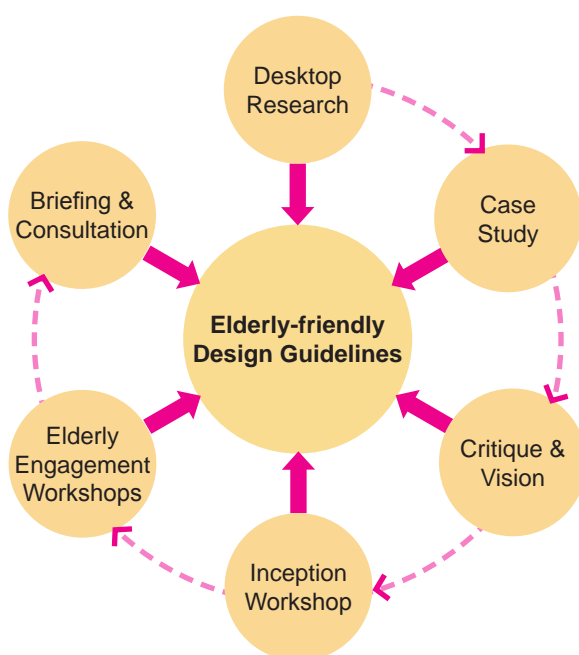 Desktop
Research
Case
Study
Critique &
Vision
Inception
Workshop
Elderly
Engagement
Workshops
Briefing &
Consultation
Elderly-friendly
Design Guidelines